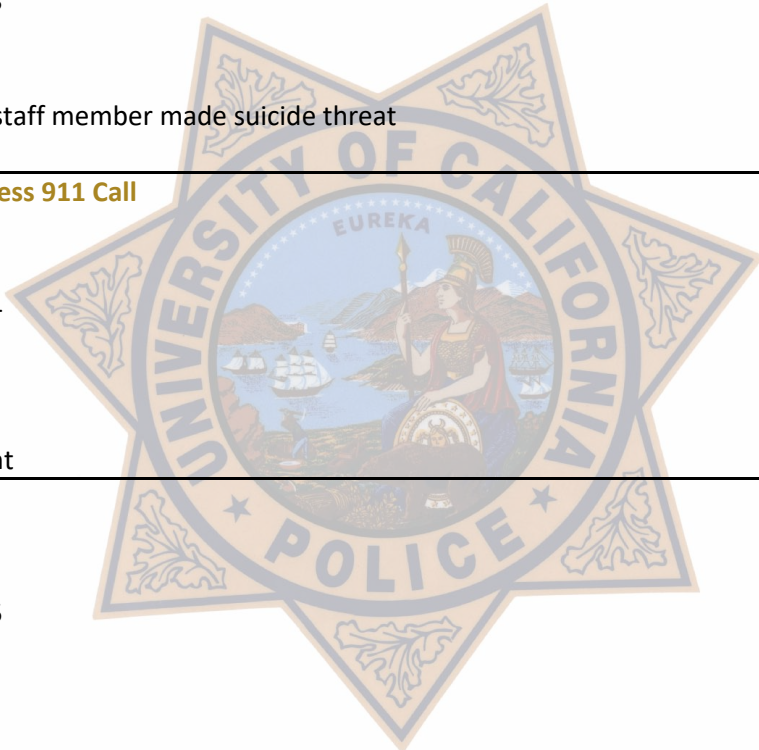 staff member made suicide threat
ess 911 Call
UNIVERSITY OF CALIFORNIA
EUREKA
POLICE